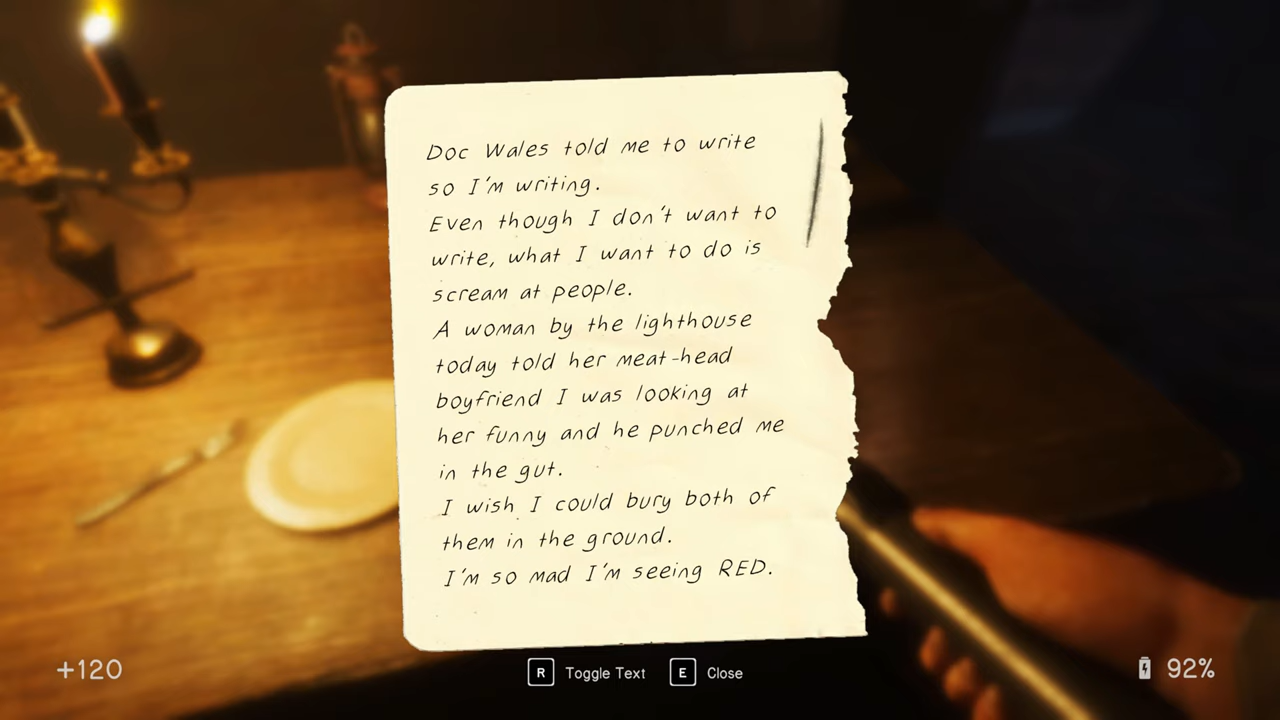 Doc Wales told me to write
so I'm writing.
Even though I don't want to
write, what I want to do is
scream at people.
A woman by the lighthouse
today told her meat-head
boyfriend I was looking at
her funny and he punched me
in the gut.
I wish I could bury both of
them in the ground.
I'm so mad I'm seeing RED.
+120
R Toggle Text E Close
92%